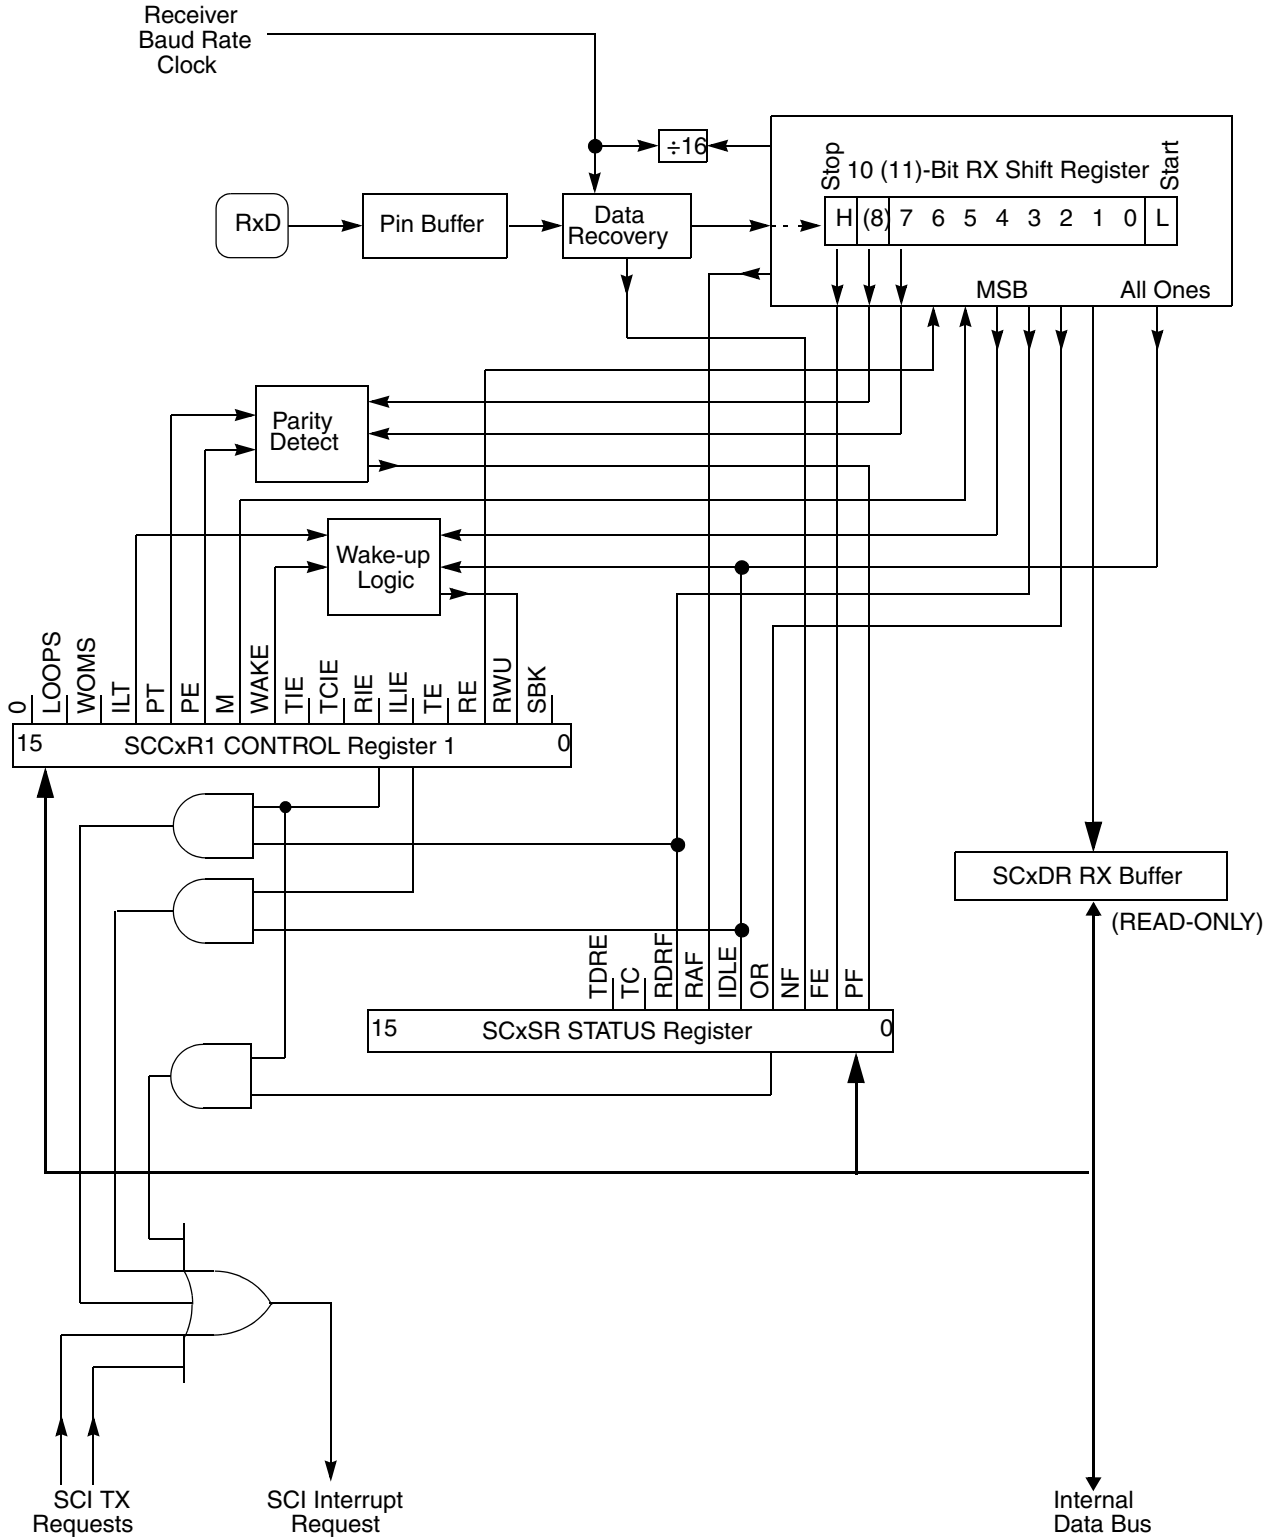 Receiver
Baud Rate
Clock
÷16
Stop
10 (11)-Bit RX Shift Register
Start
RxD
Pin Buffer
Data
Recovery
H (8) 7 6 5 4 3 2 1 0 L
MSB
All Ones
Parity
Detect
Wake-up
Logic
0
LOOPS
WOMS
ILT
PT
PE
M
WAKE
TIE
TCIE
RIE
ILIE
TE
RE
RWU
SBK
15 SCCxR1 CONTROL Register 1 0
SCxDR RX Buffer
(READ-ONLY)
TDRE
TC
RDRF
RAF
IDLE
OR
NF
FE
PF
15 SCxSR STATUS Register 0
SCI TX
Requests
SCI Interrupt
Request
Internal
Data Bus